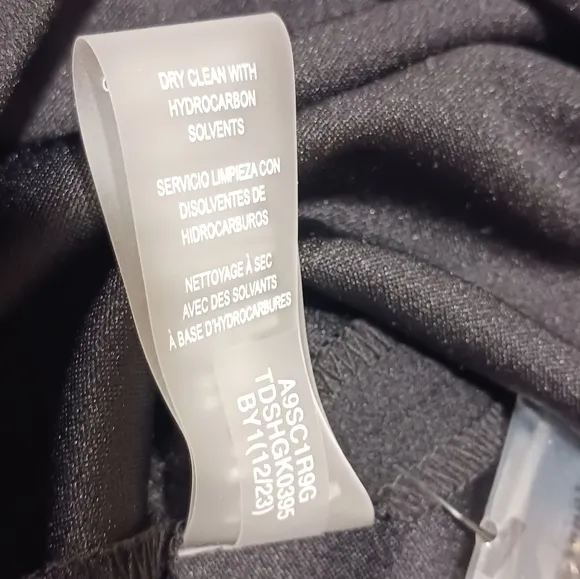 DRY CLEAN WITH
HYDROCARBON
SOLVENTS
SERVICIO LIMPIEZA CON
DISOLVENTES DE
HIDROCARBUROS
NETTOYAGE À SEC
AVEC DES SOLVANTS
À BASE D'HYDROCARBURES
A9SC1R9G
TDSHGK0395
BY1(12/23)